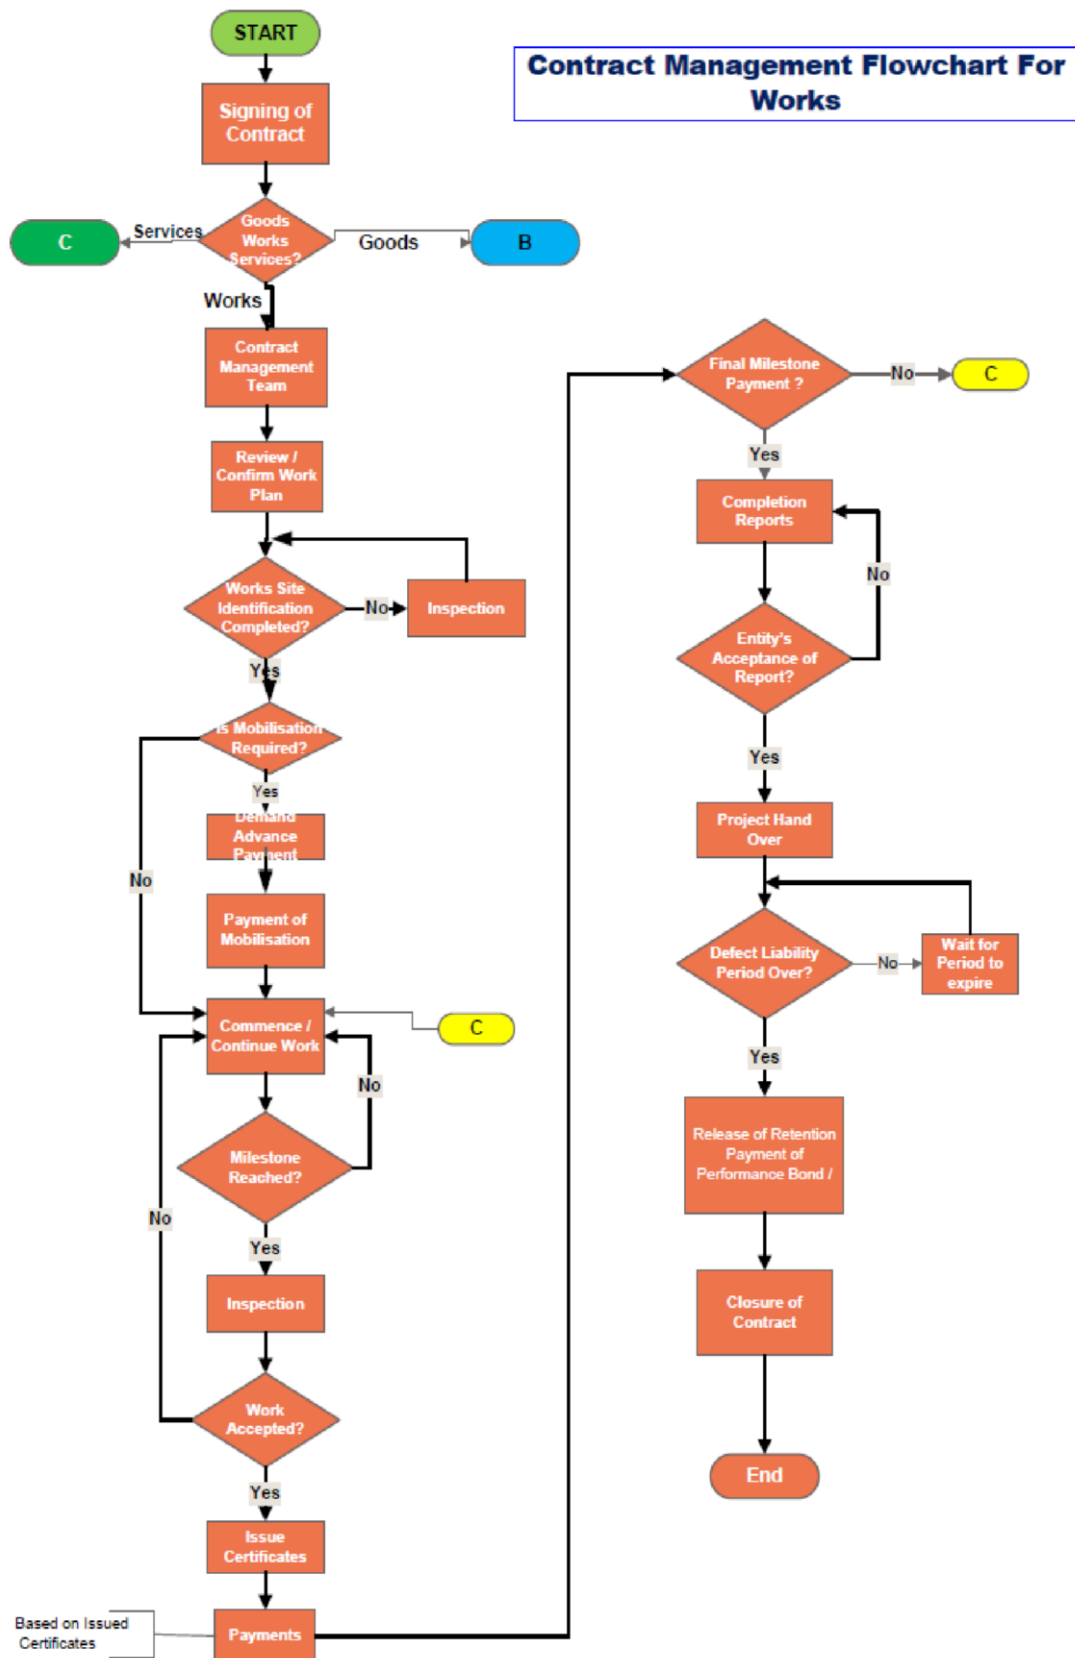 START
Contract Management Flowchart For
Works
Signing of
Contract
Goods
Works
Services?
Services
C
Goods
B
Works
Contract
Management
Team
Review /
Confirm Work
Plan
Works Site
Identification
Completed?
No
Inspection
Yes
Is Mobilisation
Required?
Yes
Demand
Advance
Payment
No
Payment of
Mobilisation
Commence /
Continue Work
C
No
Milestone
Reached?
No
Yes
Inspection
Work
Accepted?
Yes
Issue
Certificates
Based on Issued
Certificates
Payments
Final Milestone
Payment ?
No
C
Yes
Completion
Reports
No
Entity's
Acceptance of
Report?
Yes
Project Hand
Over
Defect Liability
Period Over?
No
Wait for
Period to
expire
Yes
Release of Retention
Payment of
Performance Bond /
Closure of
Contract
End